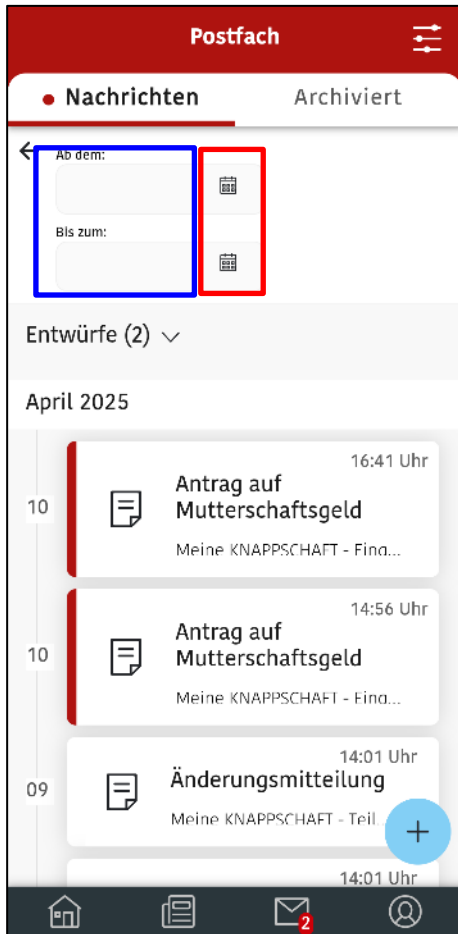 Postfach
Nachrichten
Archiviert
Ab dem:
Bis zum:
Entwürfe (2)
April 2025
16:41 Uhr
10
Antrag auf
Mutterschaftsgeld
Meine KNAPPSCHAFT - Eing...
14:56 Uhr
10
Antrag auf
Mutterschaftsgeld
Meine KNAPPSCHAFT - Eing...
14:01 Uhr
09
Änderungsmitteilung
Meine KNAPPSCHAFT - Teil...
+
14:01 Uhr
2